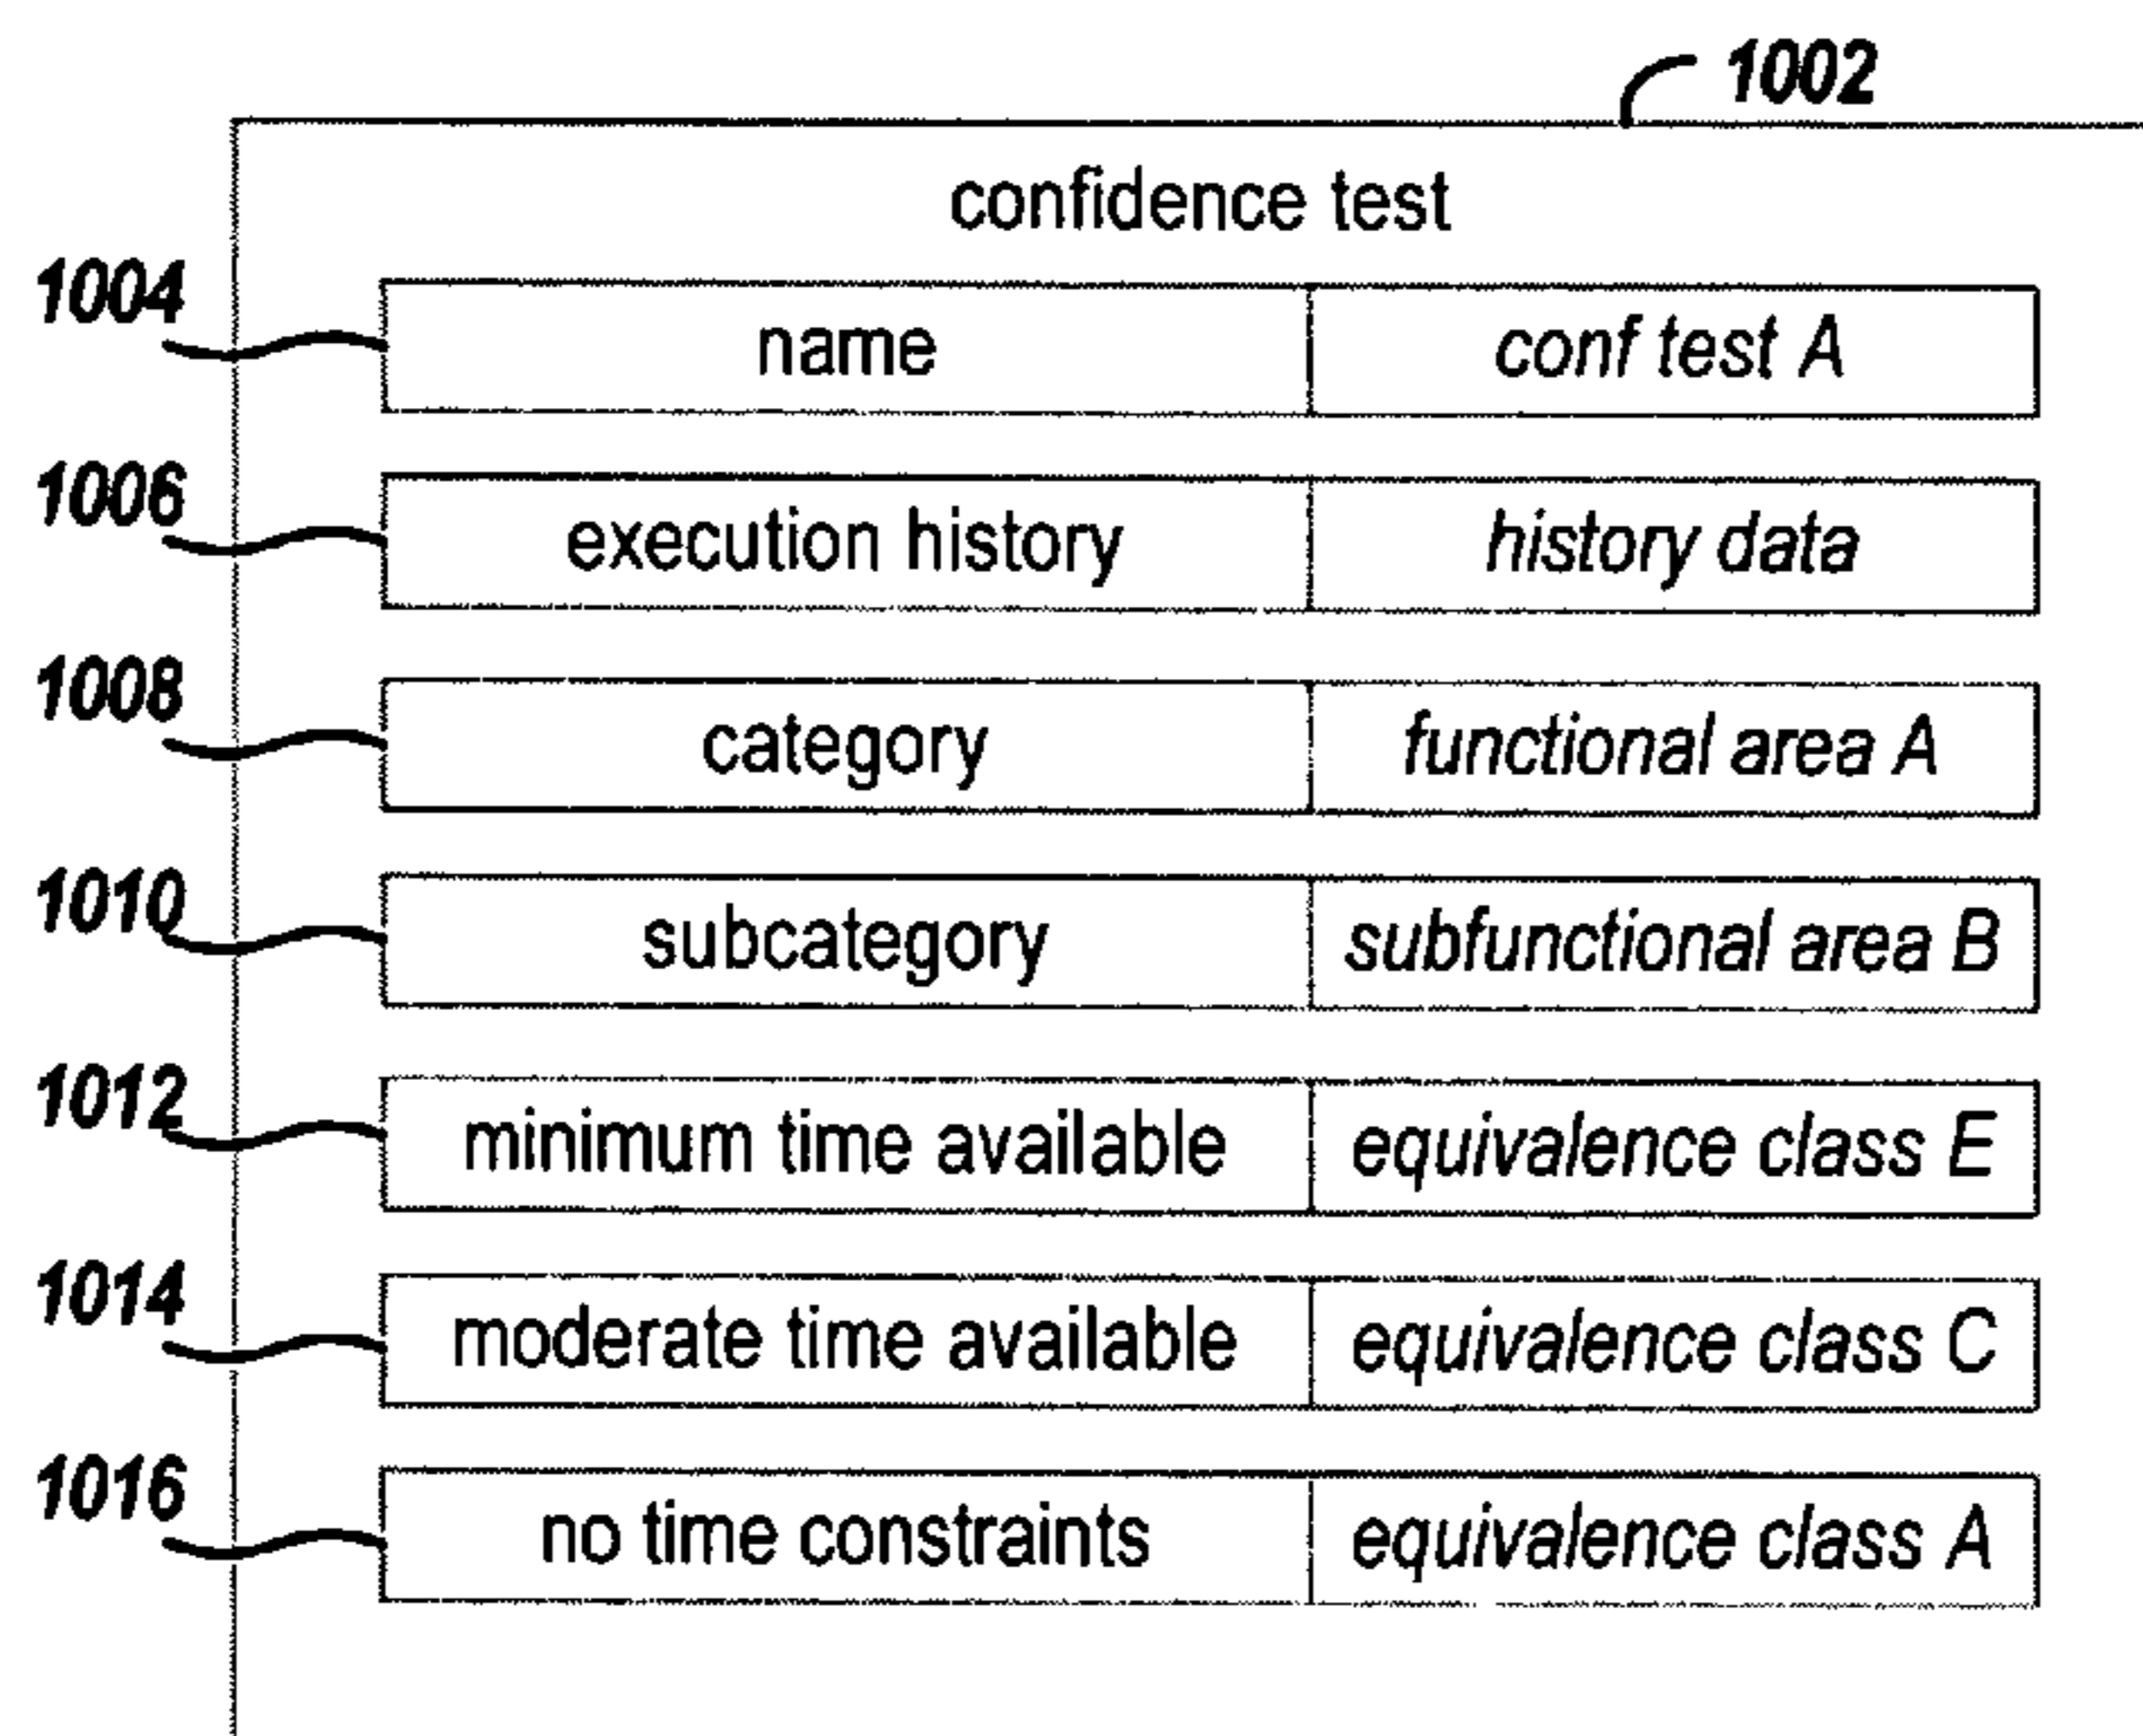 1002
confidence test
1004
name conf test A
1006
execution history history data
1008
category functional area A
1010
subcategory subfunctional area B
1012
minimum time available equivalence class E
1014
moderate time available equivalence class C
1016
no time constraints equivalence class A